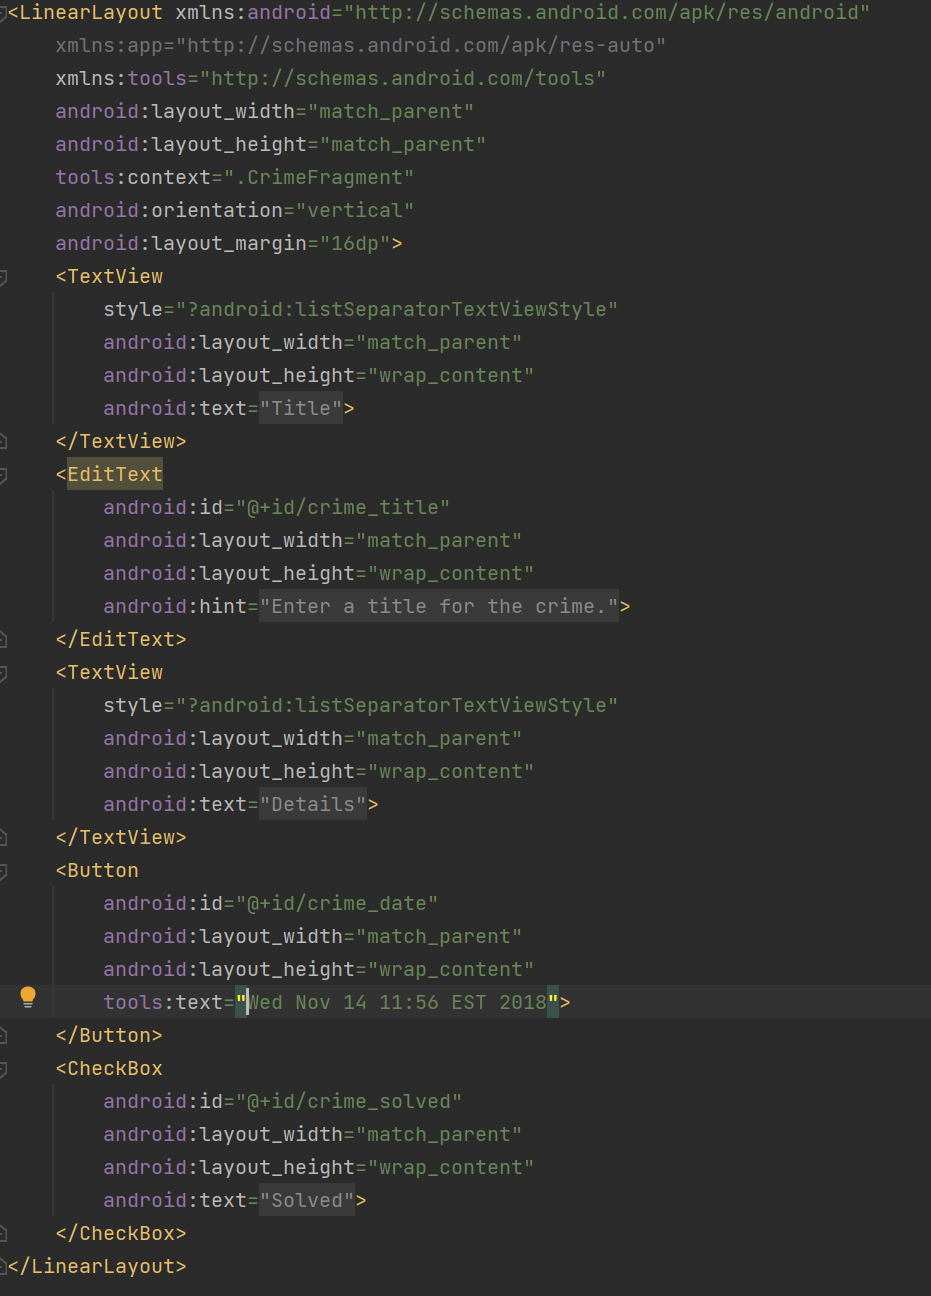 <LinearLayout xmlns:android="http://schemas.android.com/apk/res/android"
    xmlns:app="http://schemas.android.com/apk/res-auto"
    xmlns:tools="http://schemas.android.com/tools"
    android:layout_width="match_parent"
    android:layout_height="match_parent"
    tools:context=".CrimeFragment"
    android:orientation="vertical"
    android:layout_margin="16dp">
    <TextView
        style="?android:listSeparatorTextViewStyle"
        android:layout_width="match_parent"
        android:layout_height="wrap_content"
        android:text="Title">
    </TextView>
    <EditText
        android:id="@+id/crime_title"
        android:layout_width="match_parent"
        android:layout_height="wrap_content"
        android:hint="Enter a title for the crime.">
    </EditText>
    <TextView
        style="?android:listSeparatorTextViewStyle"
        android:layout_width="match_parent"
        android:layout_height="wrap_content"
        android:text="Details">
    </TextView>
    <Button
        android:id="@+id/crime_date"
        android:layout_width="match_parent"
        android:layout_height="wrap_content"
        tools:text="Wed Nov 14 11:56 EST 2018">
    </Button>
    <CheckBox
        android:id="@+id/crime_solved"
        android:layout_width="match_parent"
        android:layout_height="wrap_content"
        android:text="Solved">
    </CheckBox>
</LinearLayout>